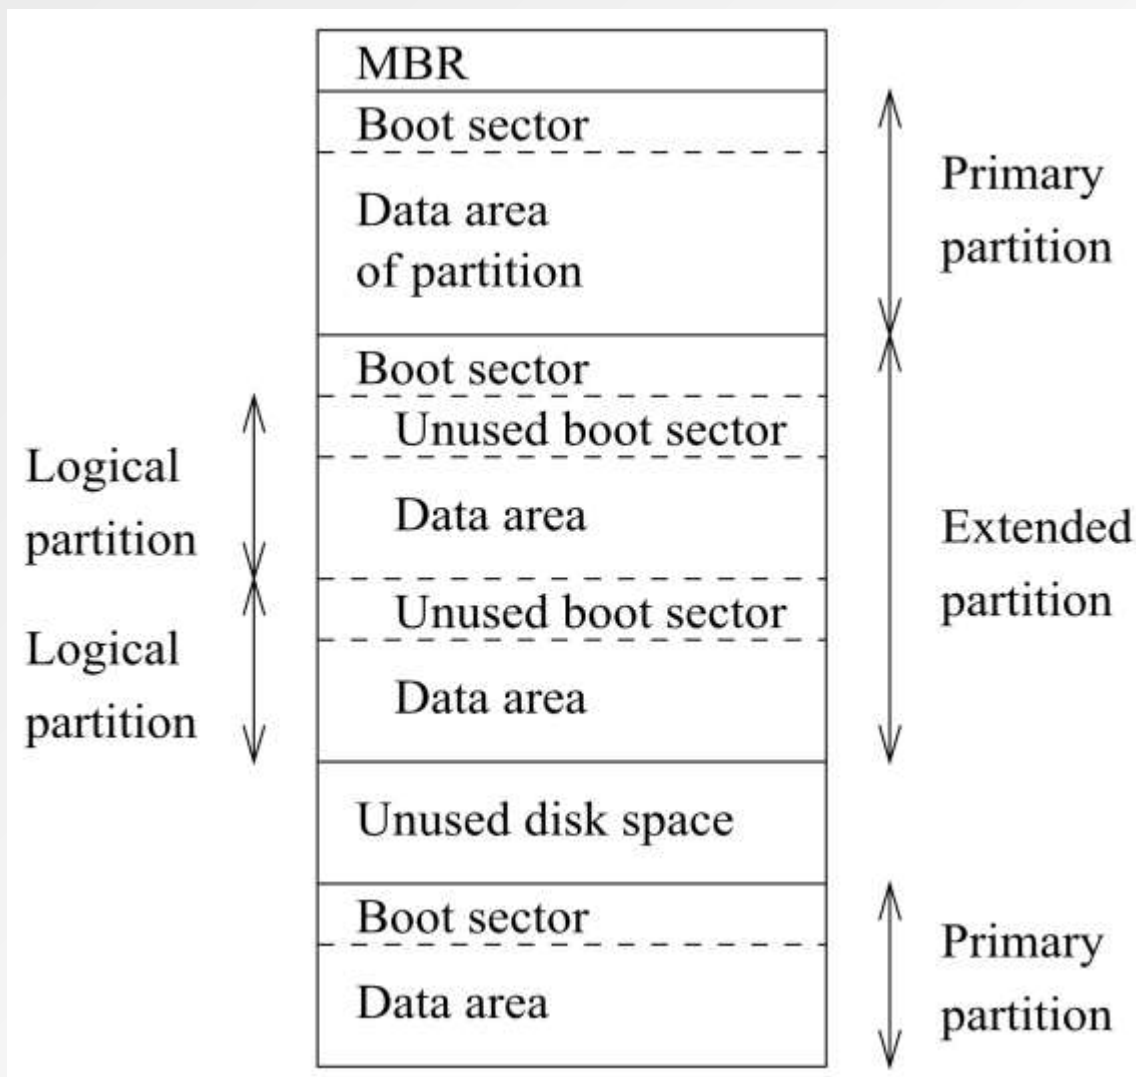 MBR
Boot sector
Data area
of partition
Primary
partition
Boot sector
Unused boot sector
Data area
Logical
partition
Unused boot sector
Data area
Logical
partition
Extended
partition
Unused disk space
Boot sector
Data area
Primary
partition